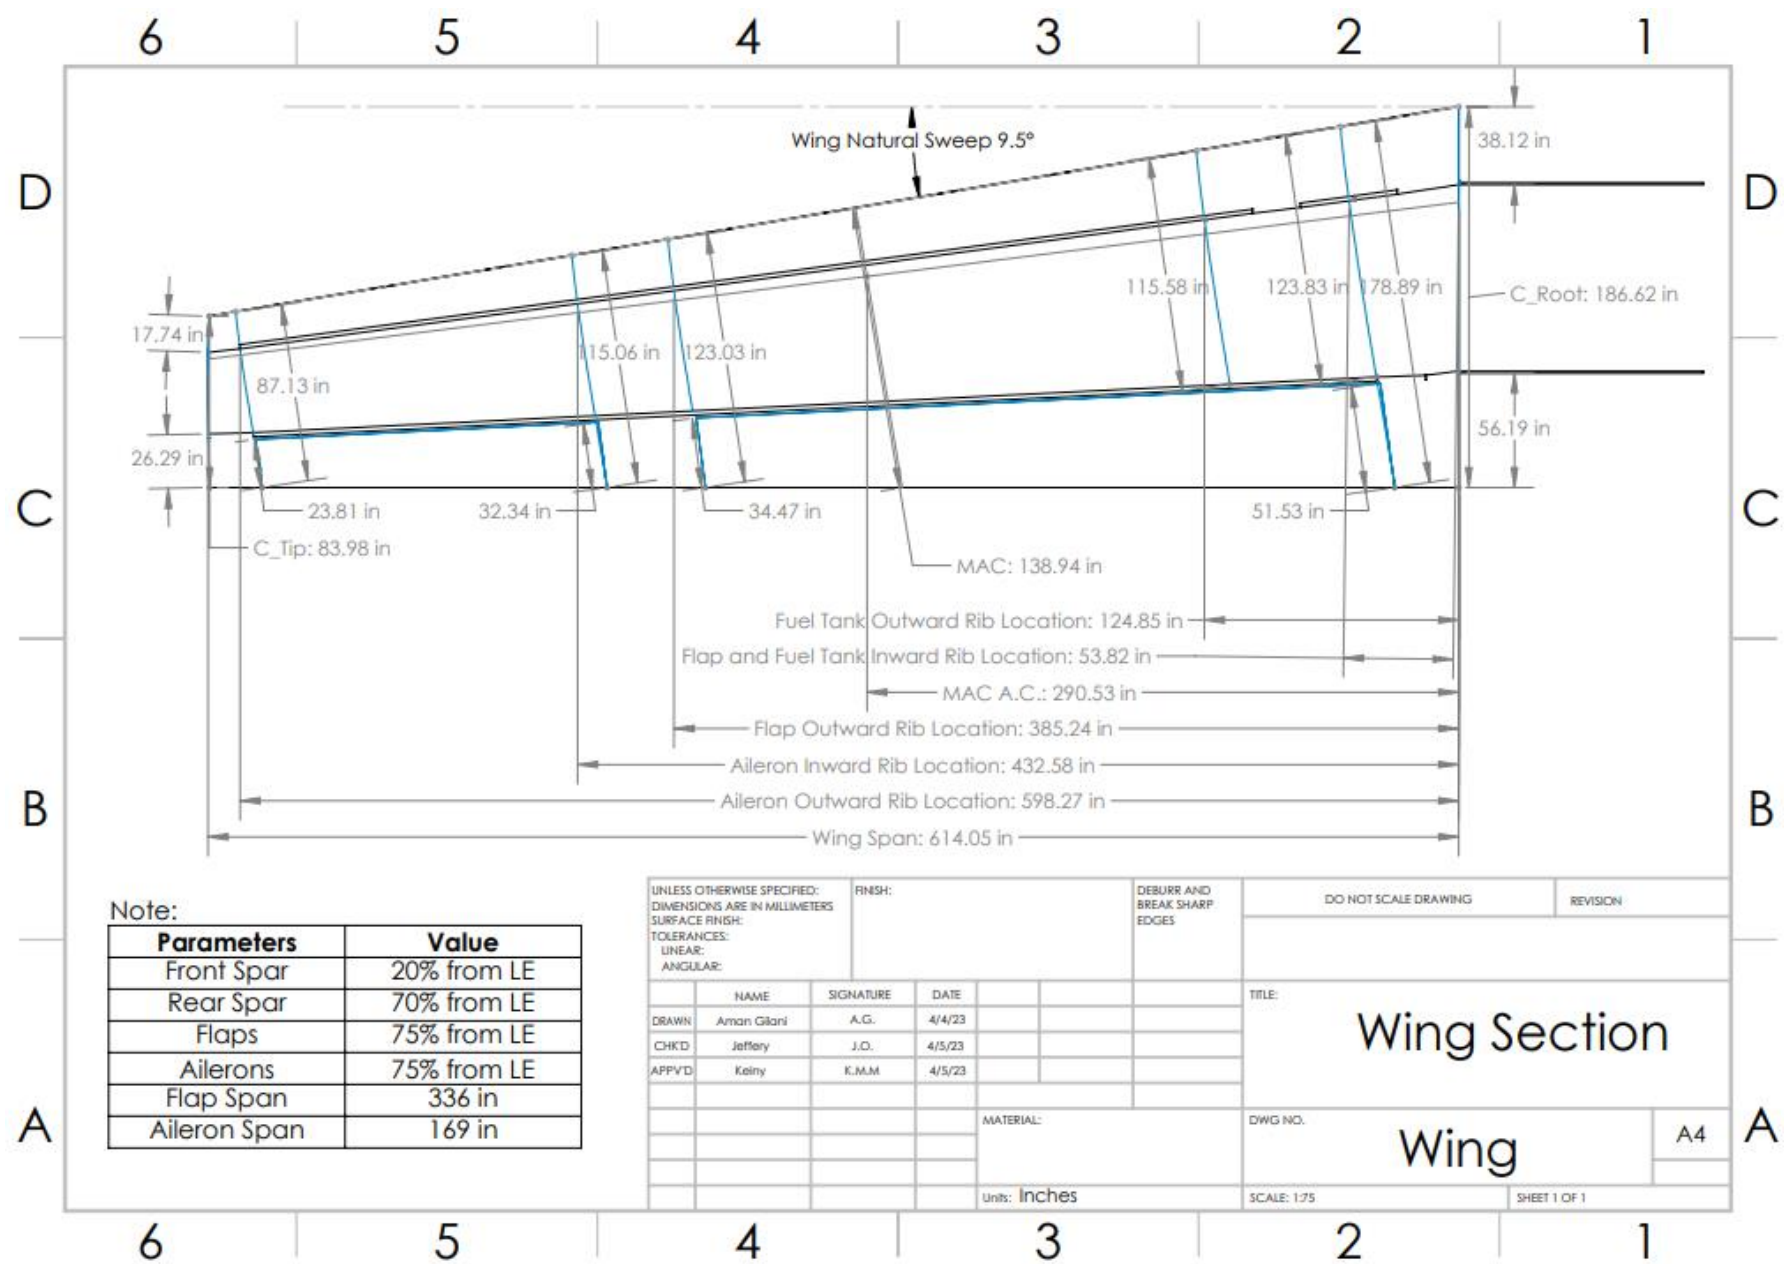 6 5 4 3 2 1
Wing Natural Sweep 9.5°
38.12 in
D D
115.58 in 123.83 in 178.89 in C_Root: 186.62 in
17.74 in
115.06 in 123.03 in
87.13 in
56.19 in
26.29 in
C C
23.81 in 32.34 in 34.47 in 51.53 in
C_Tip: 83.98 in
MAC: 138.94 in
Fuel Tank Outward Rib Location: 124.85 in
Flap and Fuel Tank Inward Rib Location: 53.82 in
MAC A.C.: 290.53 in
Flap Outward Rib Location: 385.24 in
Aileron Inward Rib Location: 432.58 in
Aileron Outward Rib Location: 598.27 in
B B
Wing Span: 614.05 in
Note:
Parameters Value
Front Spar 20% from LE
Rear Spar 70% from LE
Flaps 75% from LE
Ailerons 75% from LE
Flap Span 336 in
Aileron Span 169 in
UNLESS OTHERWISE SPECIFIED:
DIMENSIONS ARE IN MILLIMETERS
SURFACE FINISH:
TOLERANCES:
LINEAR:
ANGULAR:
FINISH:
DEBURR AND
BREAK SHARP
EDGES
DO NOT SCALE DRAWING
REVISION
NAME SIGNATURE DATE
DRAWN Aman Gilani A.G. 4/4/23
CHK'D Jeffery J.O. 4/5/23
APPV'D Keiny K.M.M 4/5/23
TITLE:
Wing Section
MATERIAL:
DWG NO.
Wing
A4
Units: Inches
SCALE: 1:75
SHEET 1 OF 1
A A
6 5 4 3 2 1